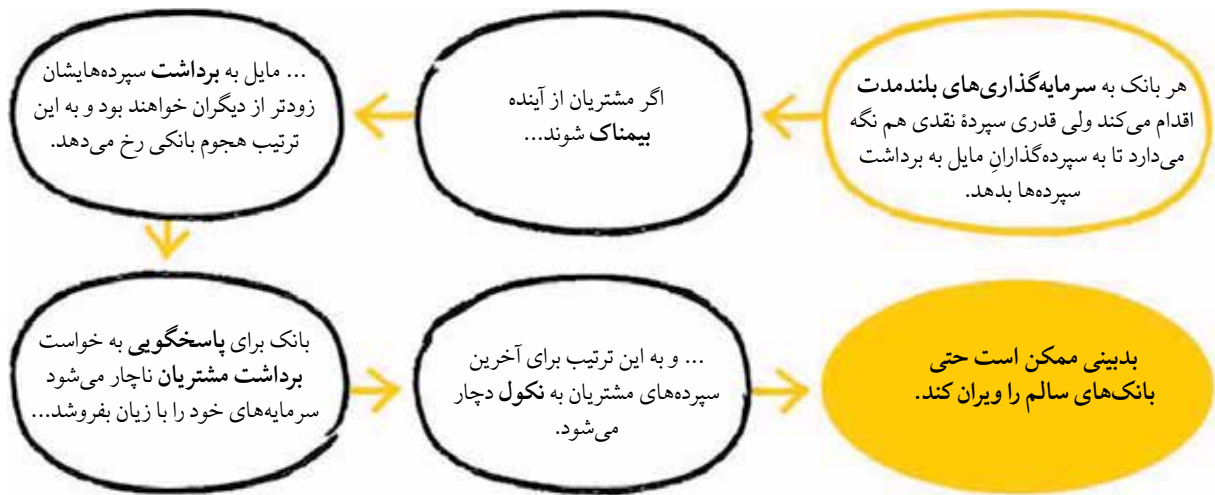 هر بانک به سرمایه‌گذاری‌های بلندمدت
اقدام می‌کند ولی قدری سپردهٔ نقدی هم نگه
می‌دارد تا به سپرده‌گذارانِ مایل به برداشت
سپرده‌ها بدهد.
اگر مشتریان از آینده
بیمناک شوند...
... مایل به برداشت سپرده‌هایشان
زودتر از دیگران خواهند بود و به این
ترتیب هجوم بانکی رخ می‌دهد.
بانک برای پاسخگویی به خواست
برداشت مشتریان ناچار می‌شود
سرمایه‌های خود را با زیان بفروشد...
... و به این ترتیب برای آخرین
سپرده‌های مشتریان به نکول دچار
می‌شود.
بدبینی ممکن است حتی
بانک‌های سالم را ویران کند.